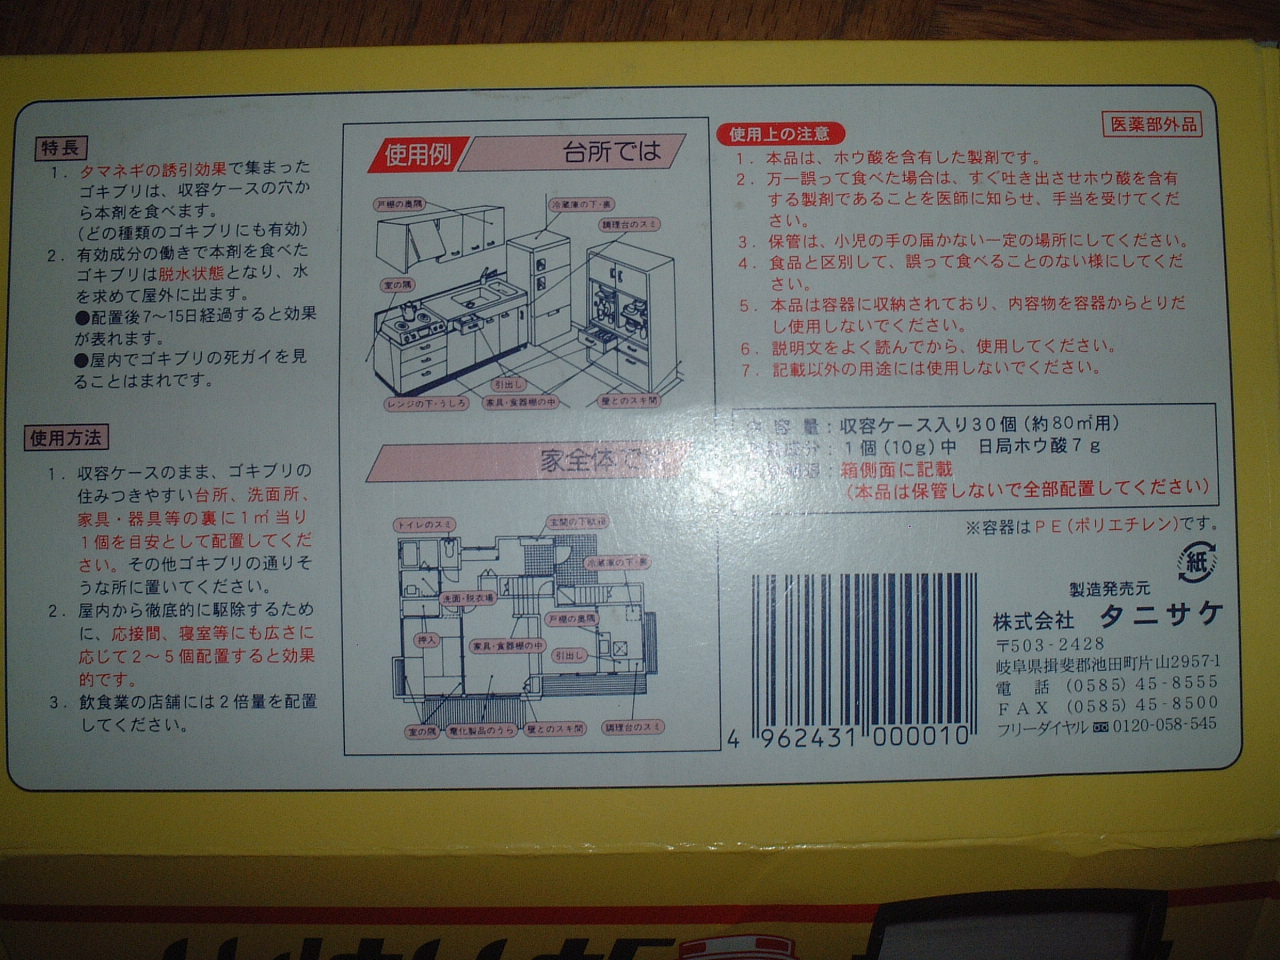 特長
1. タマネギの誘引効果で集まった
ゴキブリは、収容ケースの穴か
ら本剤を食べます。
(どの種類のゴキブリにも有効)
2. 有効成分の働きで本剤を食べた
ゴキブリは脱水状態となり、水
を求めて屋外に出ます。
●配置後7〜15日経過すると効果
が表れます。
●屋内でゴキブリの死ガイを見
ることはまれです。
使用方法
1. 収容ケースのまま、ゴキブリの
住みつきやすい台所、洗面所、
家具・器具等の裏に1㎡当り
1個を目安として配置してくだ
さい。その他ゴキブリの通りそ
うな所に置いてください。
2. 屋内から徹底的に駆除するため
に、応接間、寝室等にも広さに
応じて2〜5個配置すると効果
的です。
3. 飲食業の店舗には2倍量を配置
してください。
使用例 台所では
戸棚の奥隅
冷蔵庫の下・裏
調理台のスミ
室の隅
引出し
レンジの下・うしろ
家具・食器棚の中
壁とのスキ間
家全体で
トイレのスミ
玄関の下駄箱
冷蔵庫の下・裏
洗面・脱衣場
戸棚の奥隅
押入
家具・食器棚の中
引出し
室の隅
電化製品のうら
壁とのスキ間
調理台のスミ
使用上の注意
医薬部外品
1. 本品は、ホウ酸を含有した製剤です。
2. 万一誤って食べた場合は、すぐ吐き出させホウ酸を含有
する製剤であることを医師に知らせ、手当を受けてくだ
さい。
3. 保管は、小児の手の届かない一定の場所にしてください。
4. 食品と区別して、誤って食べることのない様にしてくだ
さい。
5. 本品は容器に収納されており、内容物を容器からとりだ
し使用しないでください。
6. 説明文をよく読んでから、使用してください。
7. 記載以外の用途には使用しないでください。
容量:収容ケース入り30個(約80㎡用)
成分:1個(10g)中 日局ホウ酸7g
箱側面に記載
(本品は保管しないで全部配置してください)
※容器はPE(ポリエチレン)です。
紙
製造発売元
株式会社 タニサケ
〒503-2428
岐阜県揖斐郡池田町片山2957-1
電話 (0585) 45-8555
FAX (0585) 45-8500
フリーダイヤル 0120-058-545
4 962431 000010